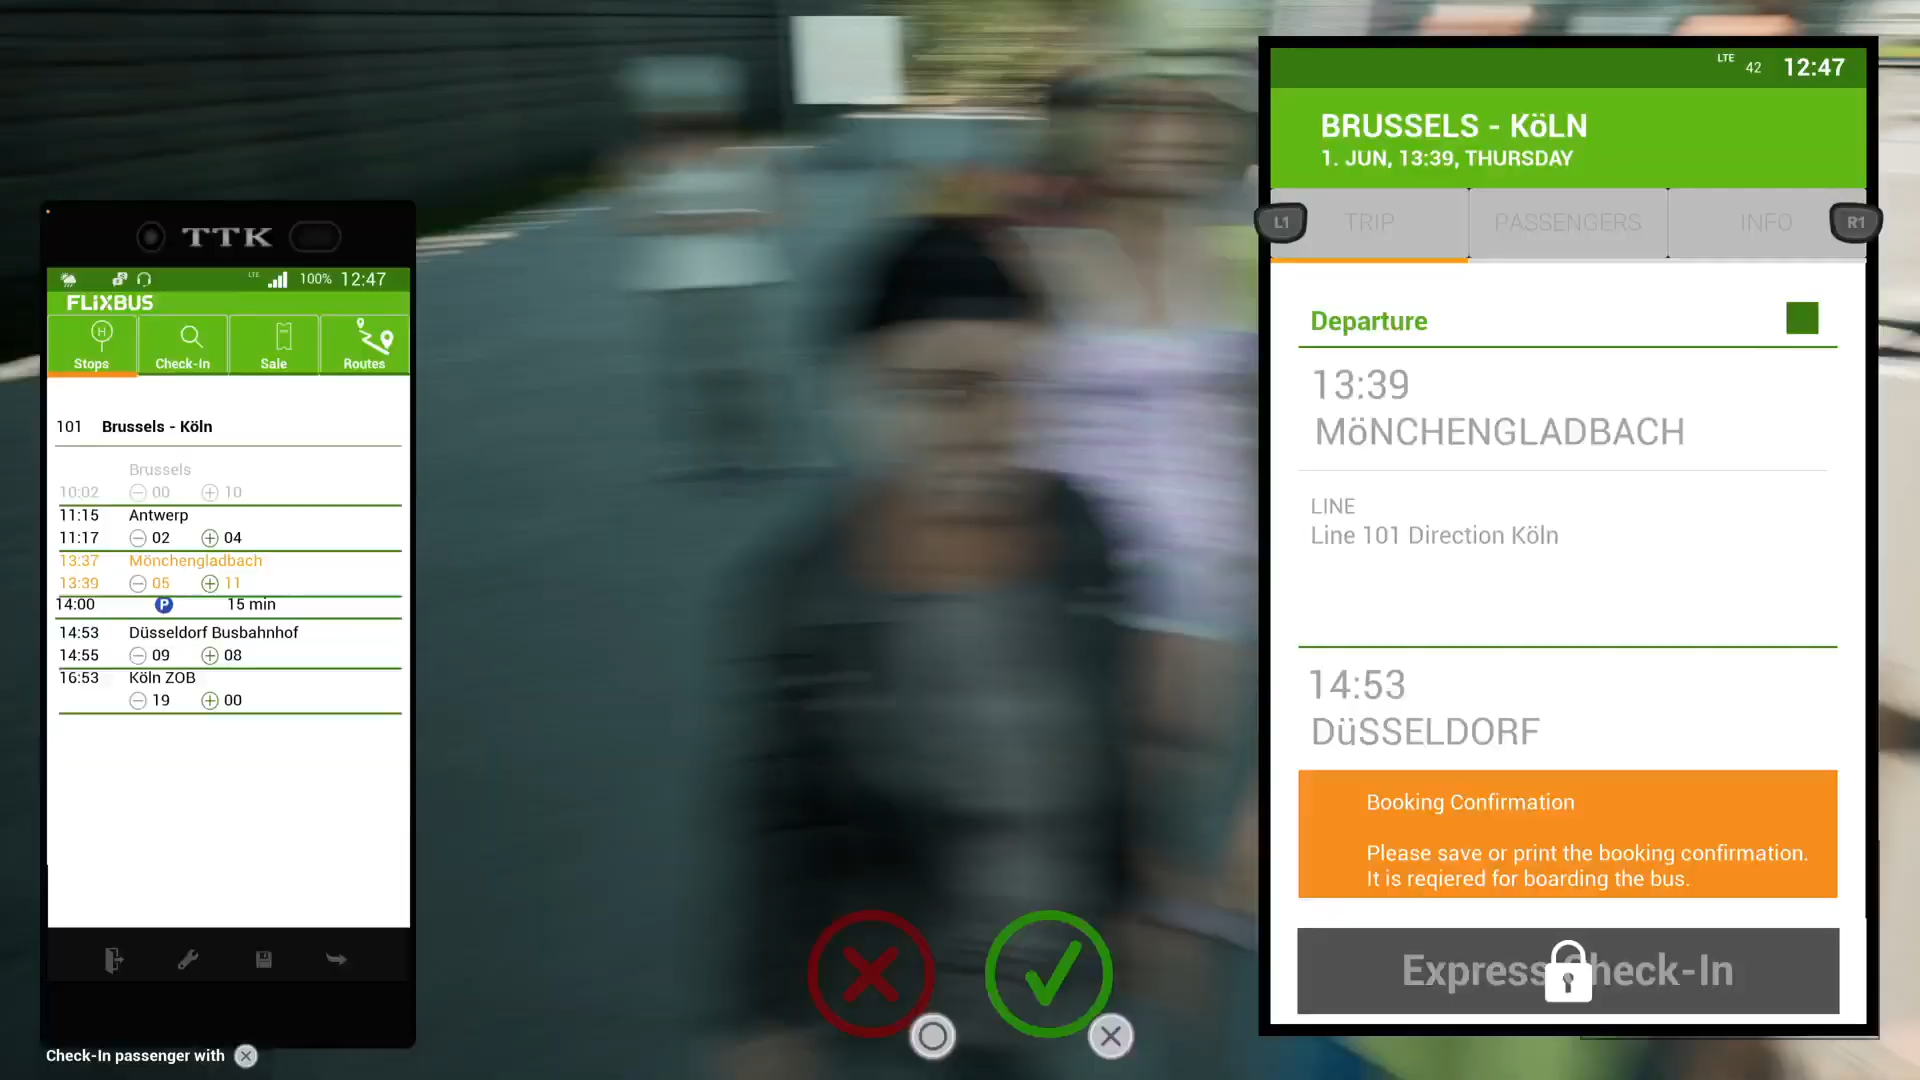 TTK
LTE 100% 12:47
FLiXBUS
H
Stops Check-In Sale Routes
101 Brussels - Köln
Brussels
10:02 00 10
11:15 Antwerp
11:17 02 04
13:37 Mönchengladbach
13:39 05 11
14:00 P 15 min
14:53 Düsseldorf Busbahnhof
14:55 09 08
16:53 Köln ZOB
19 00
Check-In passenger with
LTE 42 12:47
BRUSSELS - KöLN
1. JUN, 13:39, THURSDAY
L1 TRIP PASSENGERS INFO R1
Departure
13:39
MöNCHENGLADBACH
LINE
Line 101 Direction Köln
14:53
DüSSELDORF
Booking Confirmation
Please save or print the booking confirmation.
It is reqiered for boarding the bus.
Express Check-In